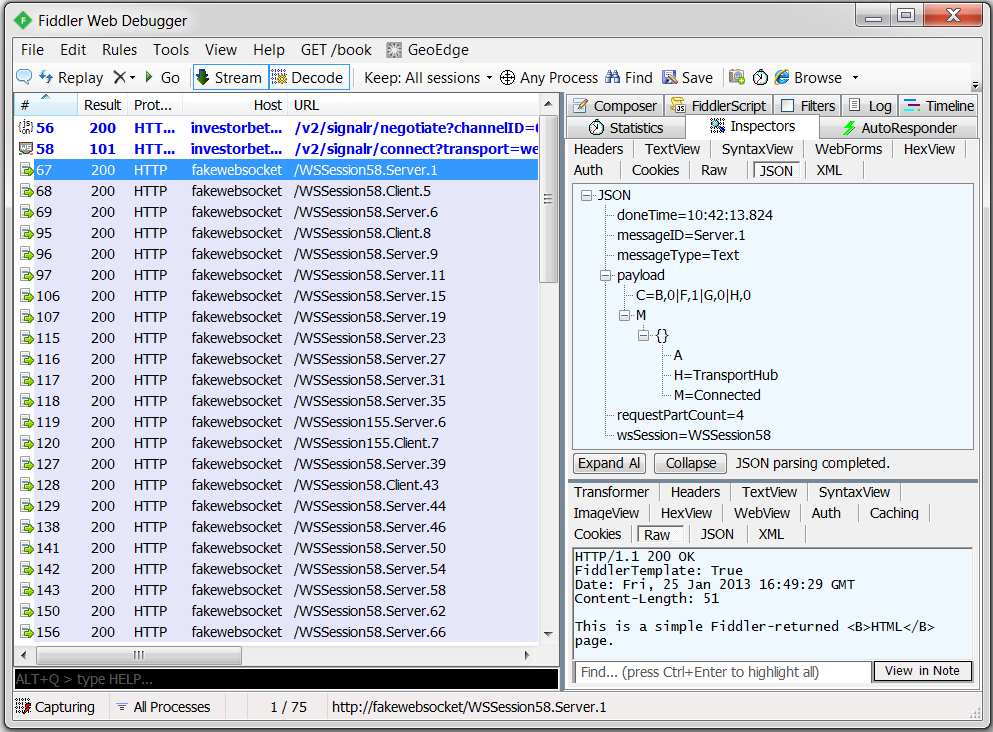 Fiddler Web Debugger
File Edit Rules Tools View Help GET /book GeoEdge
Replay Go Stream Decode Keep: All sessions Any Process Find Save Browse
# Result Prot... Host URL
56 200 HTT... investorbet... /v2/signalr/negotiate?channelID=
58 101 HTT... investorbet... /v2/signalr/connect?transport=we
67 200 HTTP fakewebsocket /WSSession58.Server.1
68 200 HTTP fakewebsocket /WSSession58.Client.5
69 200 HTTP fakewebsocket /WSSession58.Server.6
95 200 HTTP fakewebsocket /WSSession58.Client.8
96 200 HTTP fakewebsocket /WSSession58.Server.9
97 200 HTTP fakewebsocket /WSSession58.Server.11
106 200 HTTP fakewebsocket /WSSession58.Server.15
107 200 HTTP fakewebsocket /WSSession58.Server.19
115 200 HTTP fakewebsocket /WSSession58.Server.23
116 200 HTTP fakewebsocket /WSSession58.Server.27
117 200 HTTP fakewebsocket /WSSession58.Server.31
118 200 HTTP fakewebsocket /WSSession58.Server.35
119 200 HTTP fakewebsocket /WSSession155.Server.6
120 200 HTTP fakewebsocket /WSSession155.Client.7
127 200 HTTP fakewebsocket /WSSession58.Server.39
128 200 HTTP fakewebsocket /WSSession58.Client.43
129 200 HTTP fakewebsocket /WSSession58.Server.44
138 200 HTTP fakewebsocket /WSSession58.Server.46
141 200 HTTP fakewebsocket /WSSession58.Server.50
142 200 HTTP fakewebsocket /WSSession58.Server.54
143 200 HTTP fakewebsocket /WSSession58.Server.58
150 200 HTTP fakewebsocket /WSSession58.Server.62
156 200 HTTP fakewebsocket /WSSession58.Server.66
ALT+Q > type HELP...
Composer FiddlerScript Filters Log Timeline
Statistics Inspectors AutoResponder
Headers TextView SyntaxView WebForms HexView
Auth Cookies Raw JSON XML
JSON
doneTime=10:42:13.824
messageID=Server.1
messageType=Text
payload
C=B,0|F,1|G,0|H,0
M
{}
A
H=TransportHub
M=Connected
requestPartCount=4
wsSession=WSSession58
Expand Al Collapse JSON parsing completed.
Transformer Headers TextView SyntaxView
ImageView HexView WebView Auth Caching
Cookies Raw JSON XML
HTTP/1.1 200 OK
FiddlerTemplate: True
Date: Fri, 25 Jan 2013 16:49:29 GMT
Content-Length: 51
This is a simple Fiddler-returned <B>HTML</B>
page.
Find... (press Ctrl+Enter to highlight all) View in Note
Capturing All Processes 1 / 75 http://fakewebsocket/WSSession58.Server.1